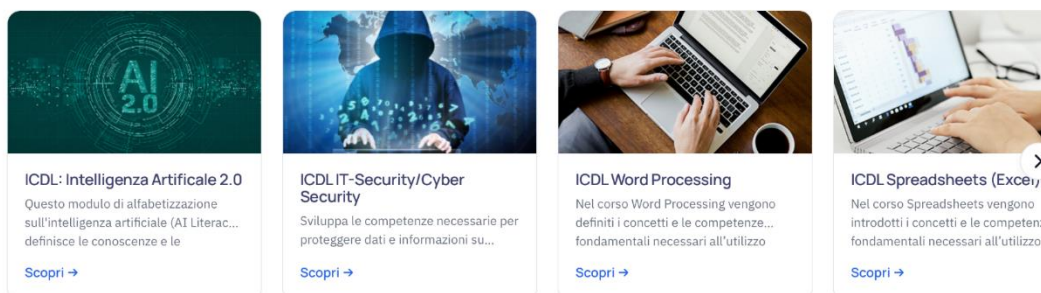 AI
2.0
ICDL: Intelligenza Artificale 2.0
Questo modulo di alfabetizzazione
sull'intelligenza artificiale (AI Literac...
definisce le conoscenze e le
Scopri →
ICDL IT-Security/Cyber
Security
Sviluppa le competenze necessarie per
proteggere dati e informazioni su...
Scopri →
ICDL Word Processing
Nel corso Word Processing vengono
definiti i concetti e le competenze...
fondamentali necessari all'utilizzo
Scopri →
ICDL Spreadsheets (Excel)
Nel corso Spreadsheets vengono
introdotti i concetti e le
fondamentali necessari all'utilizzo
Scopri →